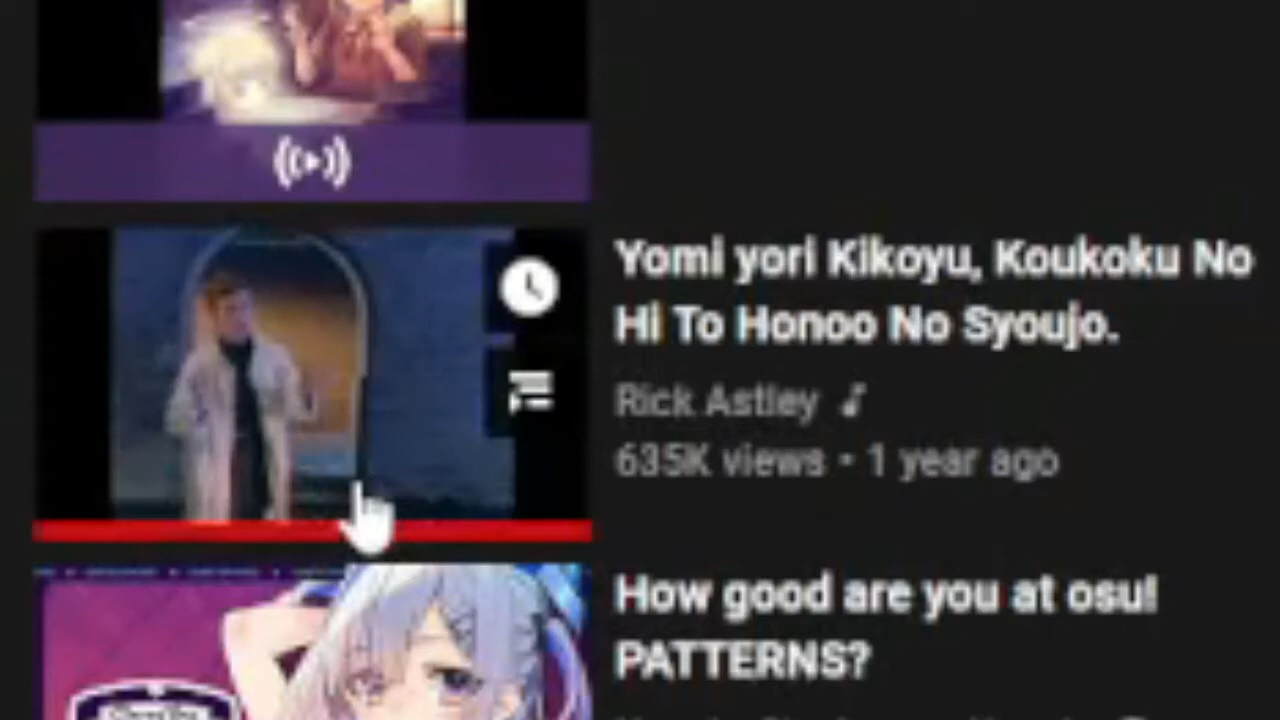 Yomi yori Kikoyu, Koukoku No
Hi To Honoo No Syoujo.
Rick Astley
635K views • 1 year ago
How good are you at osu!
PATTERNS?